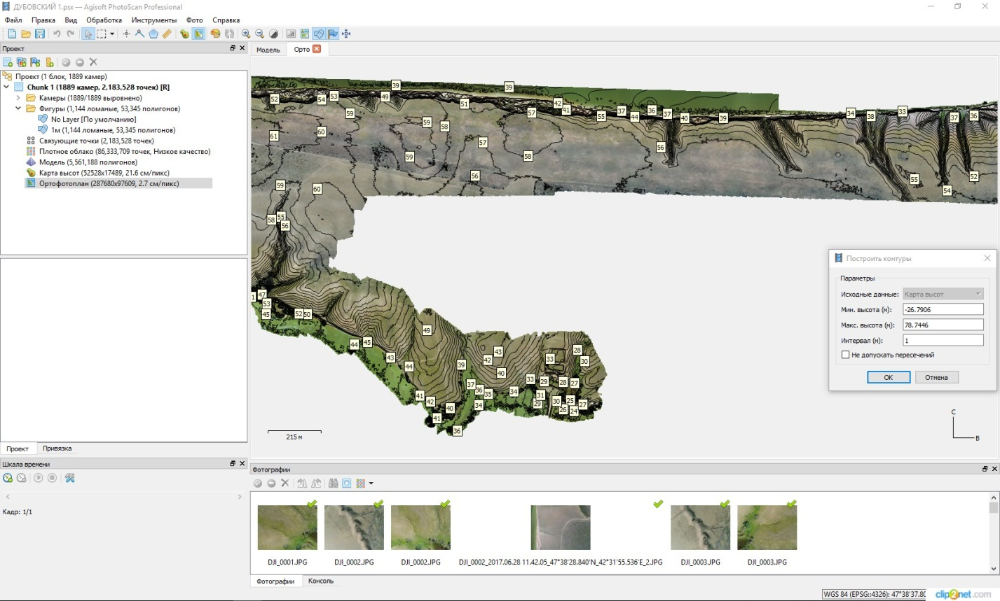 ДУБОВСКИЙ 1.psx — Agisoft PhotoScan Professional
Файл Правка Вид Обработка Инструменты Фото Справка
Проект
Модель Орто
Проект (1 блок, 1889 камер)
Chunk 1 (1889 камер, 2,183,528 точек) [R]
Камеры (1889/1889 выровнено)
Фигуры (1,144 ломаные, 53,345 полигонов)
No Layer [По умолчанию]
1м (1,144 ломаные, 53,345 полигонов)
Связующие точки (2,183,528 точек)
Плотное облако (86,333,709 точек, Низкое качество)
Модель (5,561,188 полигонов)
Карта высот (52528x17489, 21.6 см/пикс)
Ортофотоплан (287680x97609, 2.7 см/пикс)
39 39
52 54 53 49 51 42 41 57 55 37 44 36 37 40 39 34 38 33 37 36
59 59 58
61 60 57 56
59 58
56 55 52
59 60 54
58 55 56
47
53
45 52 50 49
44 45 43 44 39 43 42 40 33 28 30
37 36 35 34 34 33 29 28 27
41 42 40 41 36 31 29 30 25 27 26 24
215 м
Построить контуры
Параметры
Исходные данные: Карта высот
Мин. высота (м): -26.7906
Макс. высота (м): 78.7446
Интервал (м): 1
Не допускать пересечений
OK Отмена
С
В
Проект Привязка
Шкала времени
Кадр: 1/1
Фотографии
DJI_0001.JPG DJI_0002.JPG DJI_0002.JPG DJI_0002_2017.06.28 11.42.05_47°38'28.840'N_42°31'55.536'E_2.JPG DJI_0003.JPG DJI_0003.JPG
Фотографии Консоль
WGS 84 (EPSG::4326): 47°38'37.80
clip2net.com